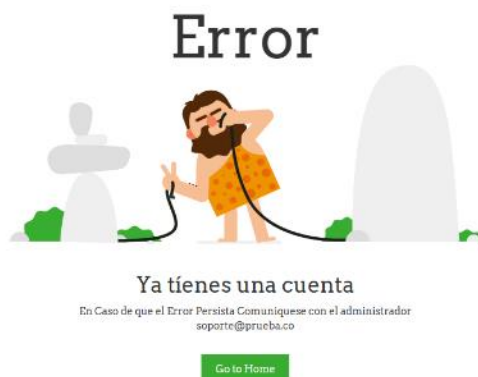 Error
Ya tíenes una cuenta
En Caso de que el Error Persista Comuniquese con el administrador
soporte@prueba.co
Go to Home